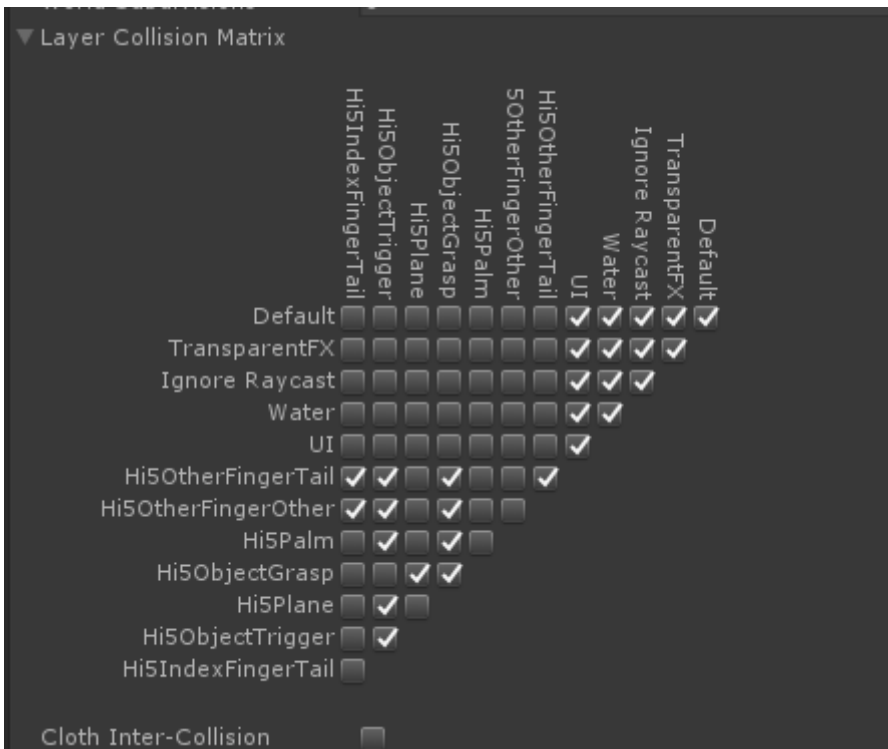 Layer Collision Matrix
Hi5IndexFingerTail
Hi5ObjectTrigger
Hi5Plane
Hi5ObjectGrasp
Hi5Palm
5OtherFingerOther
Hi5OtherFingerTail
UI
Water
Ignore Raycast
TransparentFX
Default
Default
TransparentFX
Ignore Raycast
Water
UI
Hi5OtherFingerTail
Hi5OtherFingerOther
Hi5Palm
Hi5ObjectGrasp
Hi5Plane
Hi5ObjectTrigger
Hi5IndexFingerTail
Cloth Inter-Collision